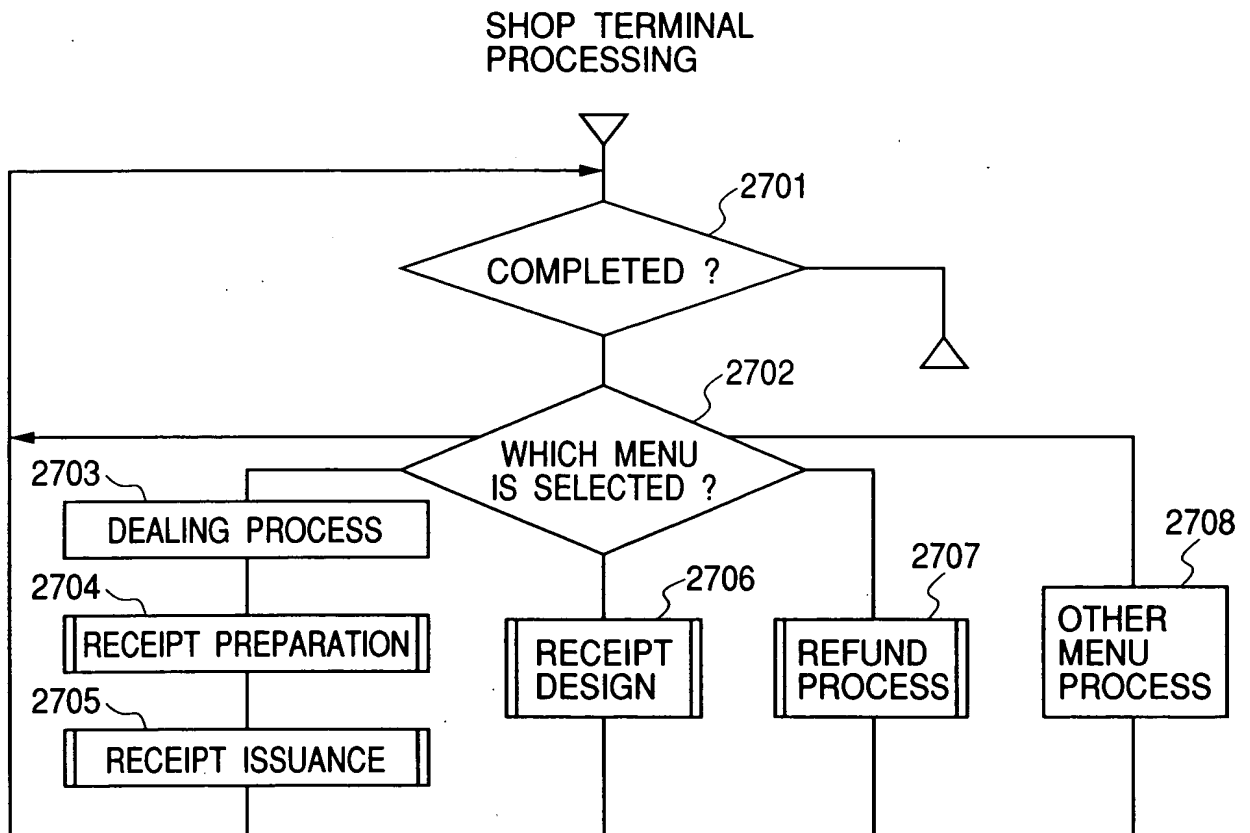 SHOP TERMINAL
PROCESSING
2701
COMPLETED ?
2702
WHICH MENU
IS SELECTED ?
2703
DEALING PROCESS
2704
RECEIPT PREPARATION
2705
RECEIPT ISSUANCE
2706
RECEIPT
DESIGN
2707
REFUND
PROCESS
2708
OTHER
MENU
PROCESS